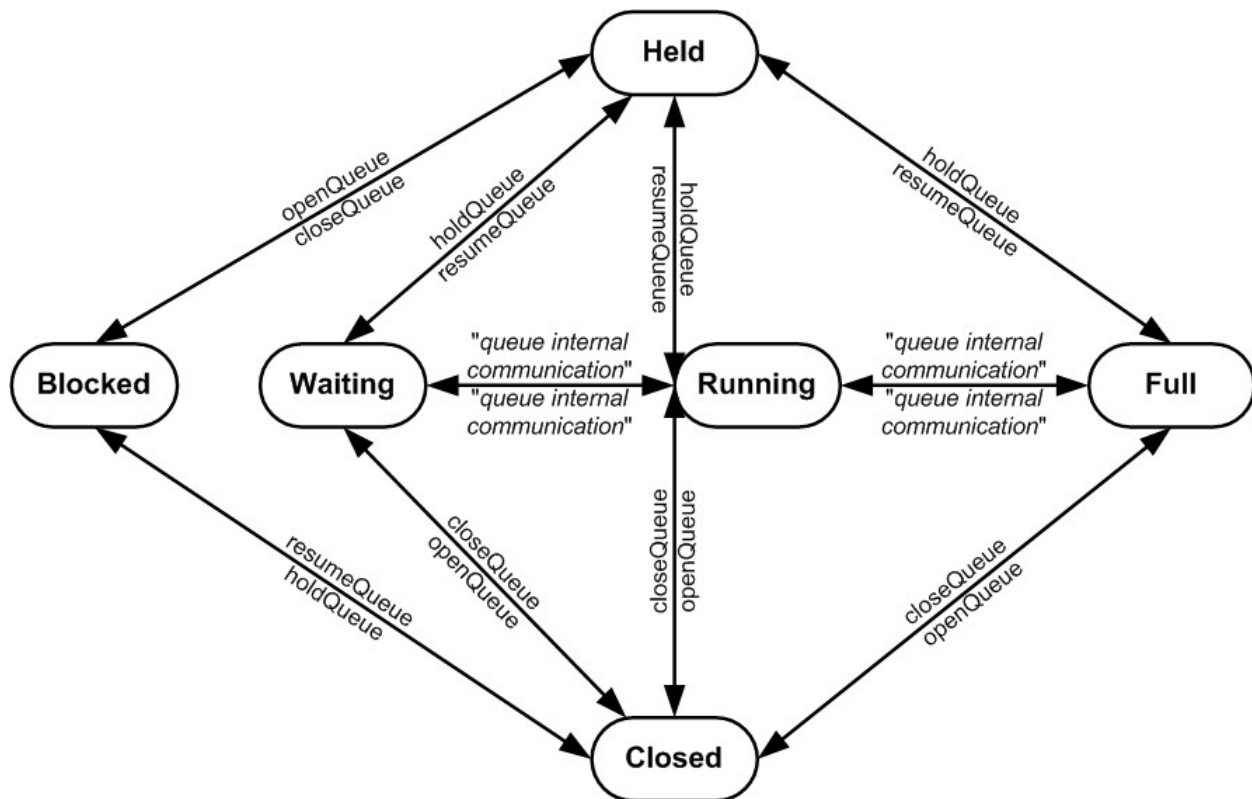 Held
openQueue
closeQueue
holdQueue
resumeQueue
holdQueue
resumeQueue
holdQueue
resumeQueue
Blocked
Waiting
"queue internal
communication"
"queue internal
communication"
Running
"queue internal
communication"
"queue internal
communication"
Full
resumeQueue
holdQueue
closeQueue
openQueue
closeQueue
openQueue
closeQueue
openQueue
Closed